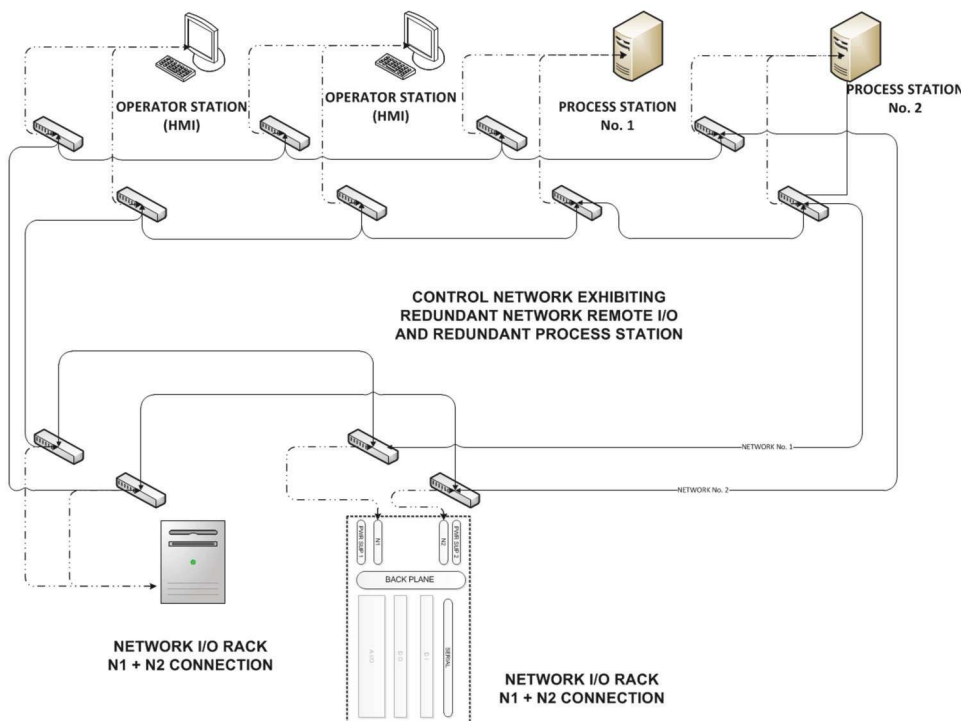 OPERATOR STATION
(HMI)
OPERATOR STATION
(HMI)
PROCESS STATION
No. 1
PROCESS STATION
No. 2
CONTROL NETWORK EXHIBITING
REDUNDANT NETWORK REMOTE I/O
AND REDUNDANT PROCESS STATION
NETWORK No. 1
NETWORK No. 2
PWR SUP 1
N1
N2
PWR SUP 2
BACK PLANE
A-I/O
D-O
D-I
SERIAL
NETWORK I/O RACK
N1 + N2 CONNECTION
NETWORK I/O RACK
N1 + N2 CONNECTION